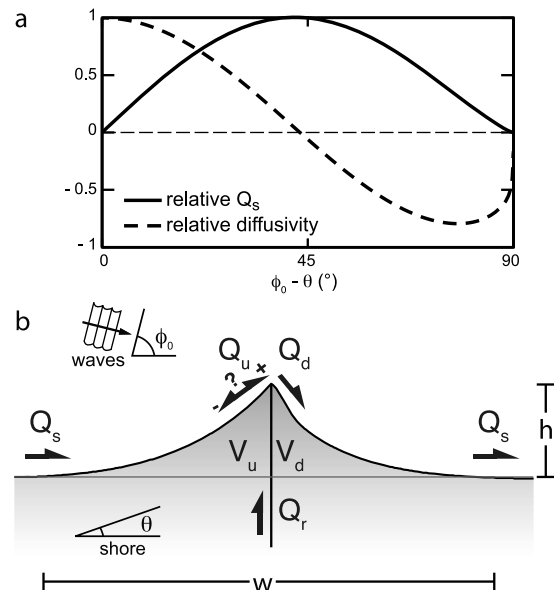 a
1
0.5
0
- 0.5
- 1
relative Qs
relative diffusivity
0
45
90
ϕ0 - θ (°)
b
waves
ϕ0
Qu
Qd
?
+
-
Qs
Qs
h
Vu
Vd
θ
shore
Qr
w